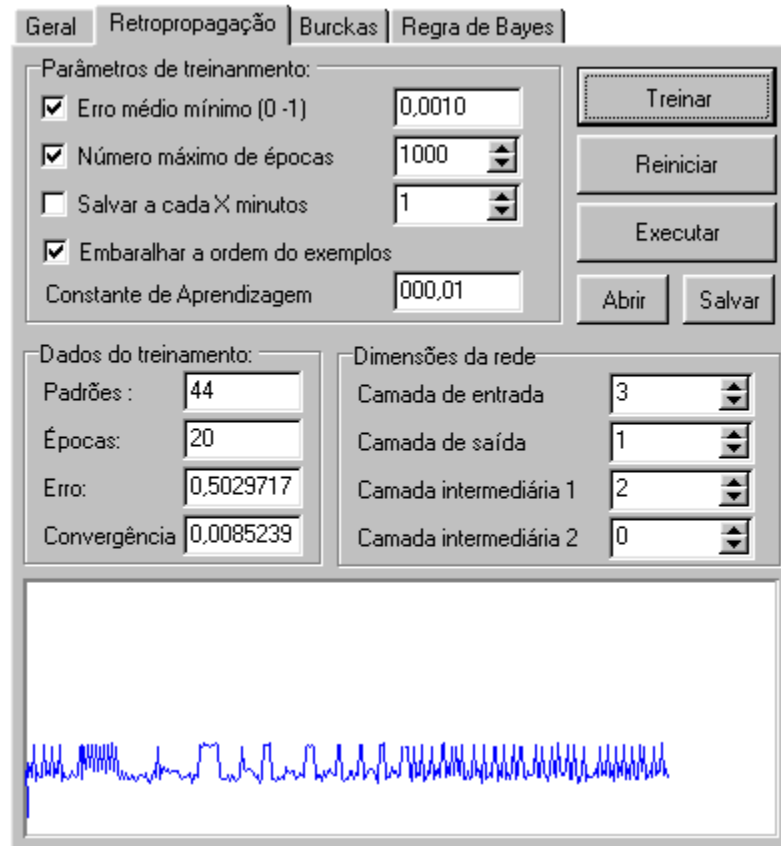 Geral Retropropagação Burckas Regra de Bayes
Parâmetros de treinanmento:
Erro médio mínimo (0 -1) 0,0010
Número máximo de épocas 1000
Salvar a cada X minutos 1
Embaralhar a ordem do exemplos
Constante de Aprendizagem 000,01
Treinar
Reiniciar
Executar
Abrir Salvar
Dados do treinamento:
Padrões : 44
Épocas: 20
Erro: 0,5029717
Convergência 0,0085239
Dimensões da rede
Camada de entrada 3
Camada de saída 1
Camada intermediária 1 2
Camada intermediária 2 0